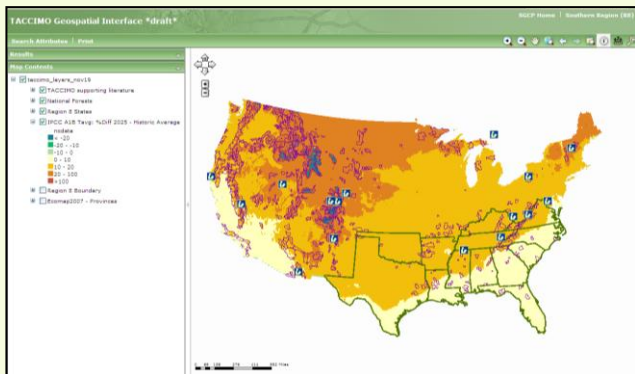 TACCIMO Geospatial Interface *draft*
SGCP Home | Southern Region (R8)
Search Attributes | Print
Results
Map Contents
taccimo_layers_nov19
TACCIMO supporting literature
National Forests
Region 8 States
IPCC A1B Tavg: %Diff 2025 - Historic Average
nodata
< -20
-20 - -10
-10 - 0
0 - 10
10 - 20
20 - 100
>100
Region 8 Boundary
Ecomap2007 - Provinces